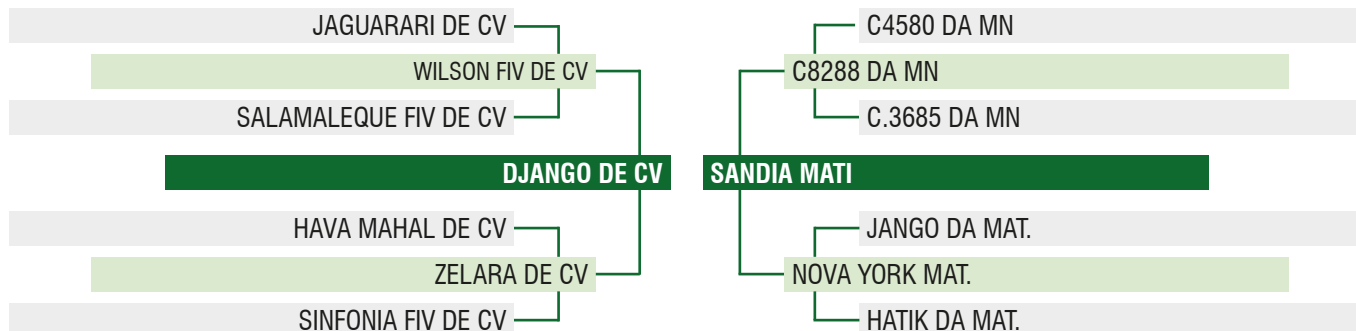 JAGUARARI DE CV
WILSON FIV DE CV
SALAMALEQUE FIV DE CV
DJANGO DE CV
HAVA MAHAL DE CV
ZELARA DE CV
SINFONIA FIV DE CV
C4580 DA MN
C8288 DA MN
C.3685 DA MN
SANDIA MATI
JANGO DA MAT.
NOVA YORK MAT.
HATIK DA MAT.